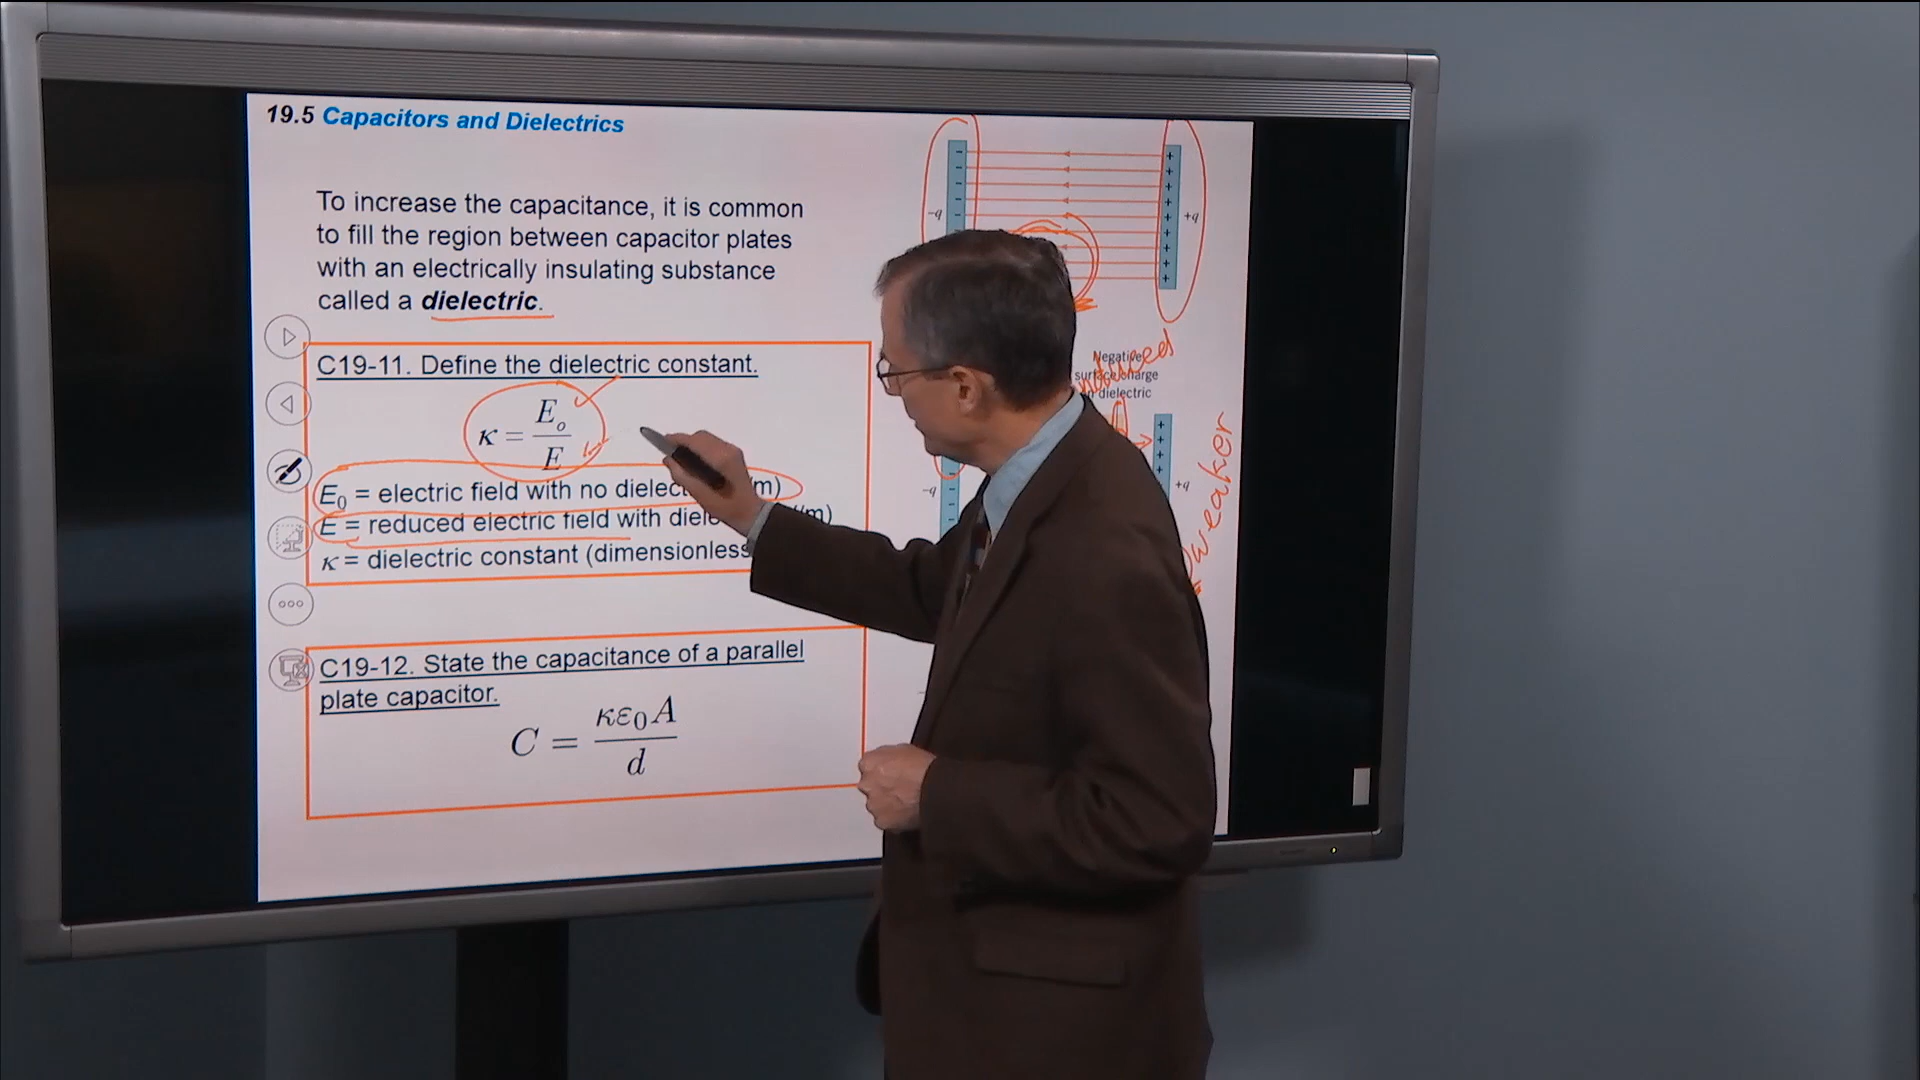 19.5 Capacitors and Dielectrics
To increase the capacitance, it is common
to fill the region between capacitor plates
with an electrically insulating substance
called a dielectric.
C19-11. Define the dielectric constant.
κ = E₀/E
E₀ = electric field with no m)
E = reduced electric field with m)
κ = dielectric constant (dimensionless
C19-12. State the capacitance of a parallel
plate capacitor.
C = κε₀A/d
-q
+q
Negative
surface charge
dielectric
-q
+q
weaker